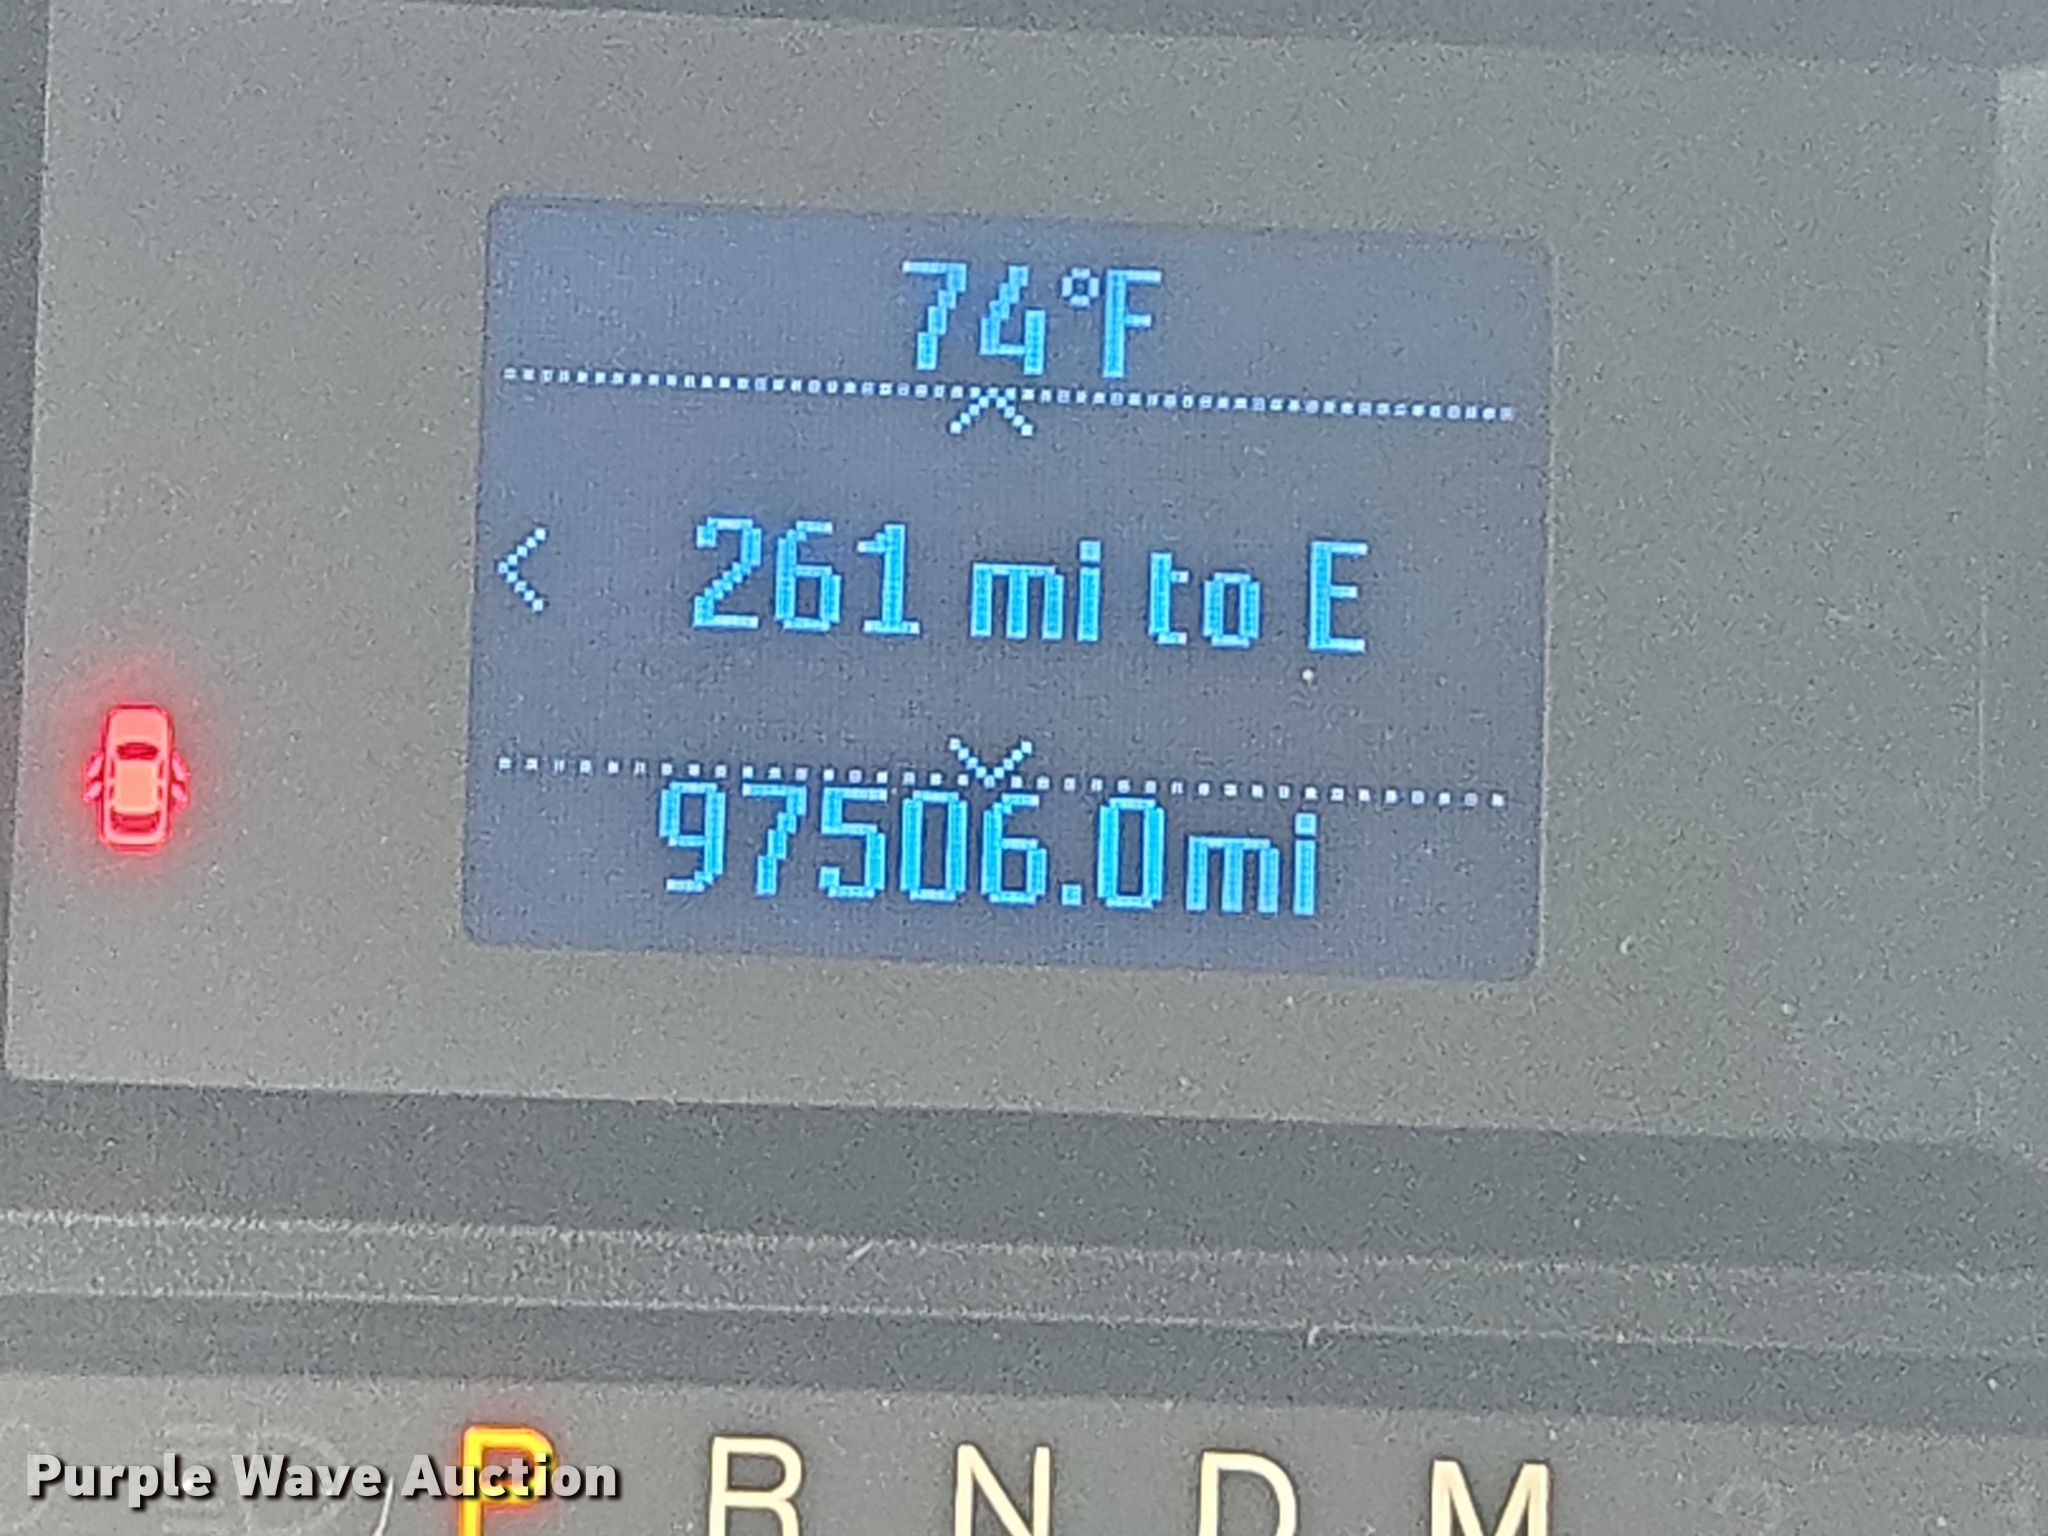 74°F
261 mi to E
97506.0mi
P R N D M
Purple Wave Auction